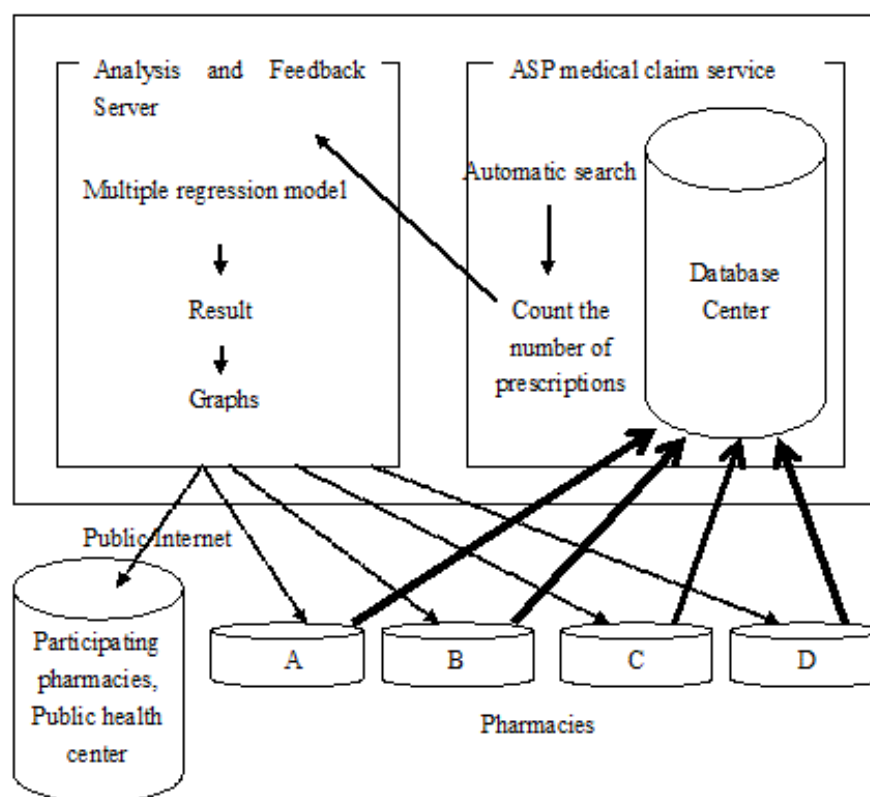 Analysis and Feedback
Server
Multiple regression model
Result
Graphs
ASP medical claim service
Automatic search
Count the
number of
prescriptions
Database
Center
Public Internet
Participating
pharmacies,
Public health
center
A
B
C
D
Pharmacies